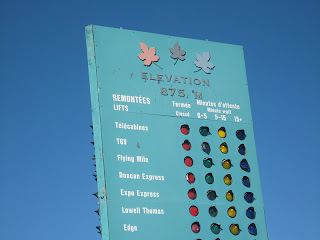 ELEVATION
875 M
REMONTÉES Fermée Minutes d'attente
LIFTS Closed Minute wait
0-5 5-15 15+
Télécabines
TGV
Flying Mile
Duncan Express
Expo Express
Lowell Thomas
Edge